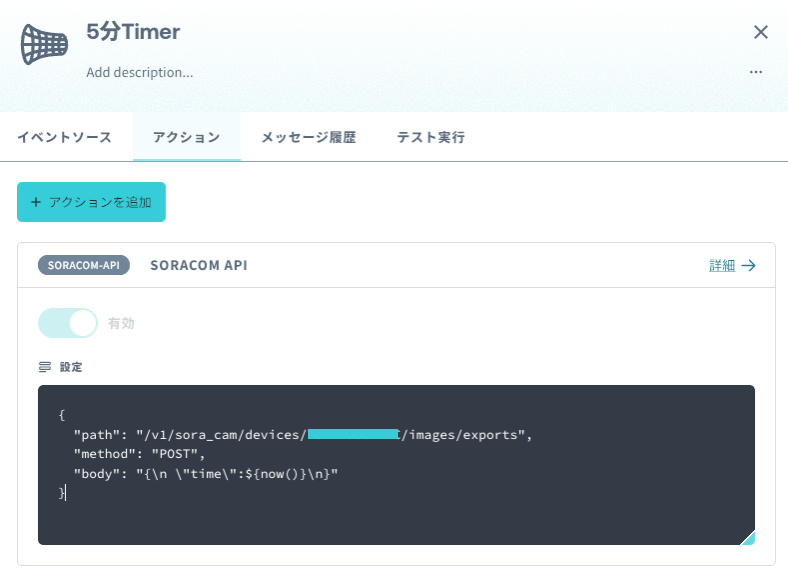 5分Timer
Add description...
イベントソース アクション メッセージ履歴 テスト実行
+ アクションを追加
SORACOM-API SORACOM API 詳細 →
有効
設定
{
"path": "/v1/sora_cam/devices/ /images/exports",
"method": "POST",
"body": "{\n \"time\":${now()}\n}"
}